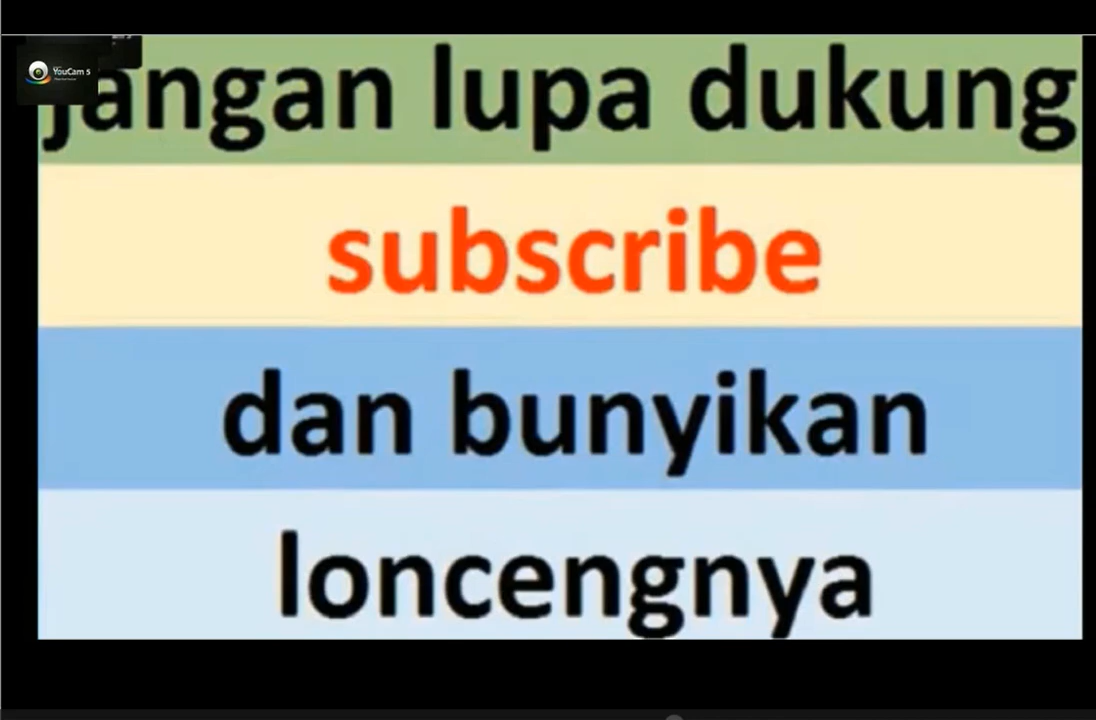 YouCam 5
jangan lupa dukung
subscribe
dan bunyikan
loncengnya